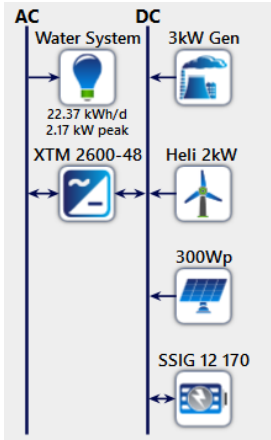 AC
DC
Water System
3kW Gen
22.37 kWh/d
2.17 kW peak
XTM 2600-48
Heli 2kW
300Wp
SSIG 12 170